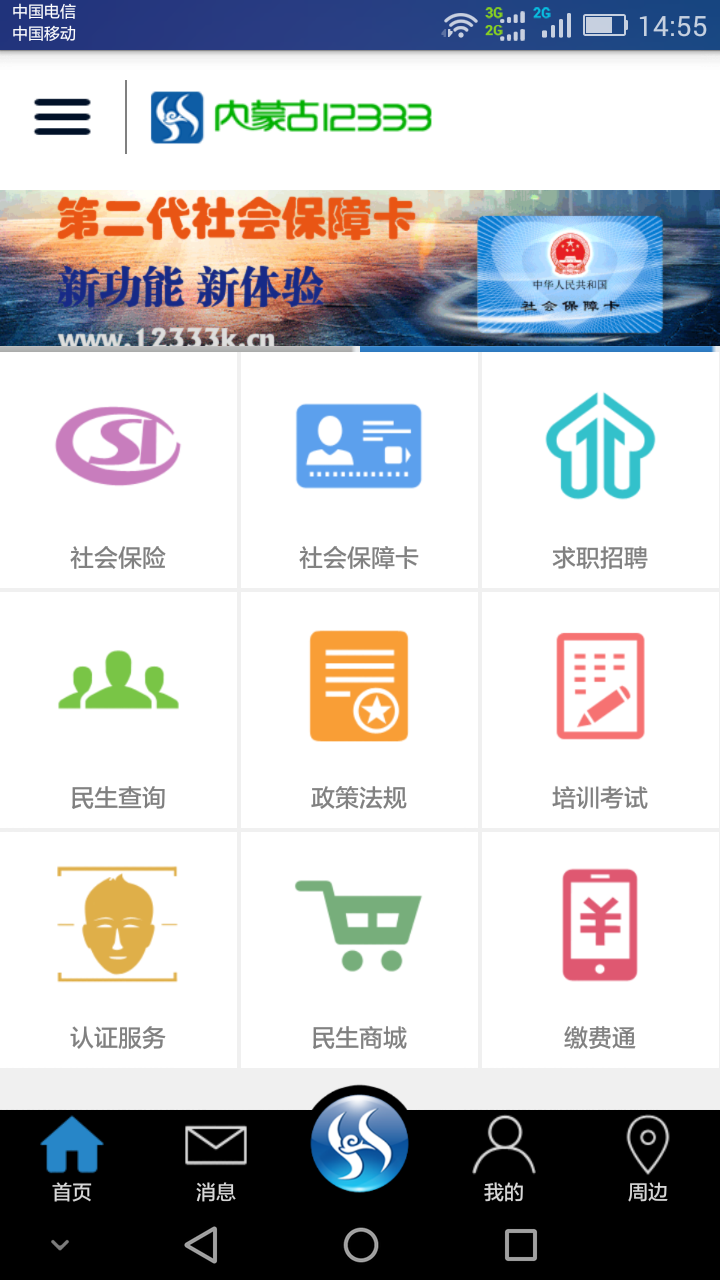 中国电信
中国移动
3G
2G
2G
14:55
内蒙古12333
第二代社会保障卡
新功能 新体验
www.12333k.cn
中华人民共和国
社会保障卡
社会保险
社会保障卡
求职招聘
民生查询
政策法规
培训考试
认证服务
民生商城
缴费通
首页
消息
我的
周边